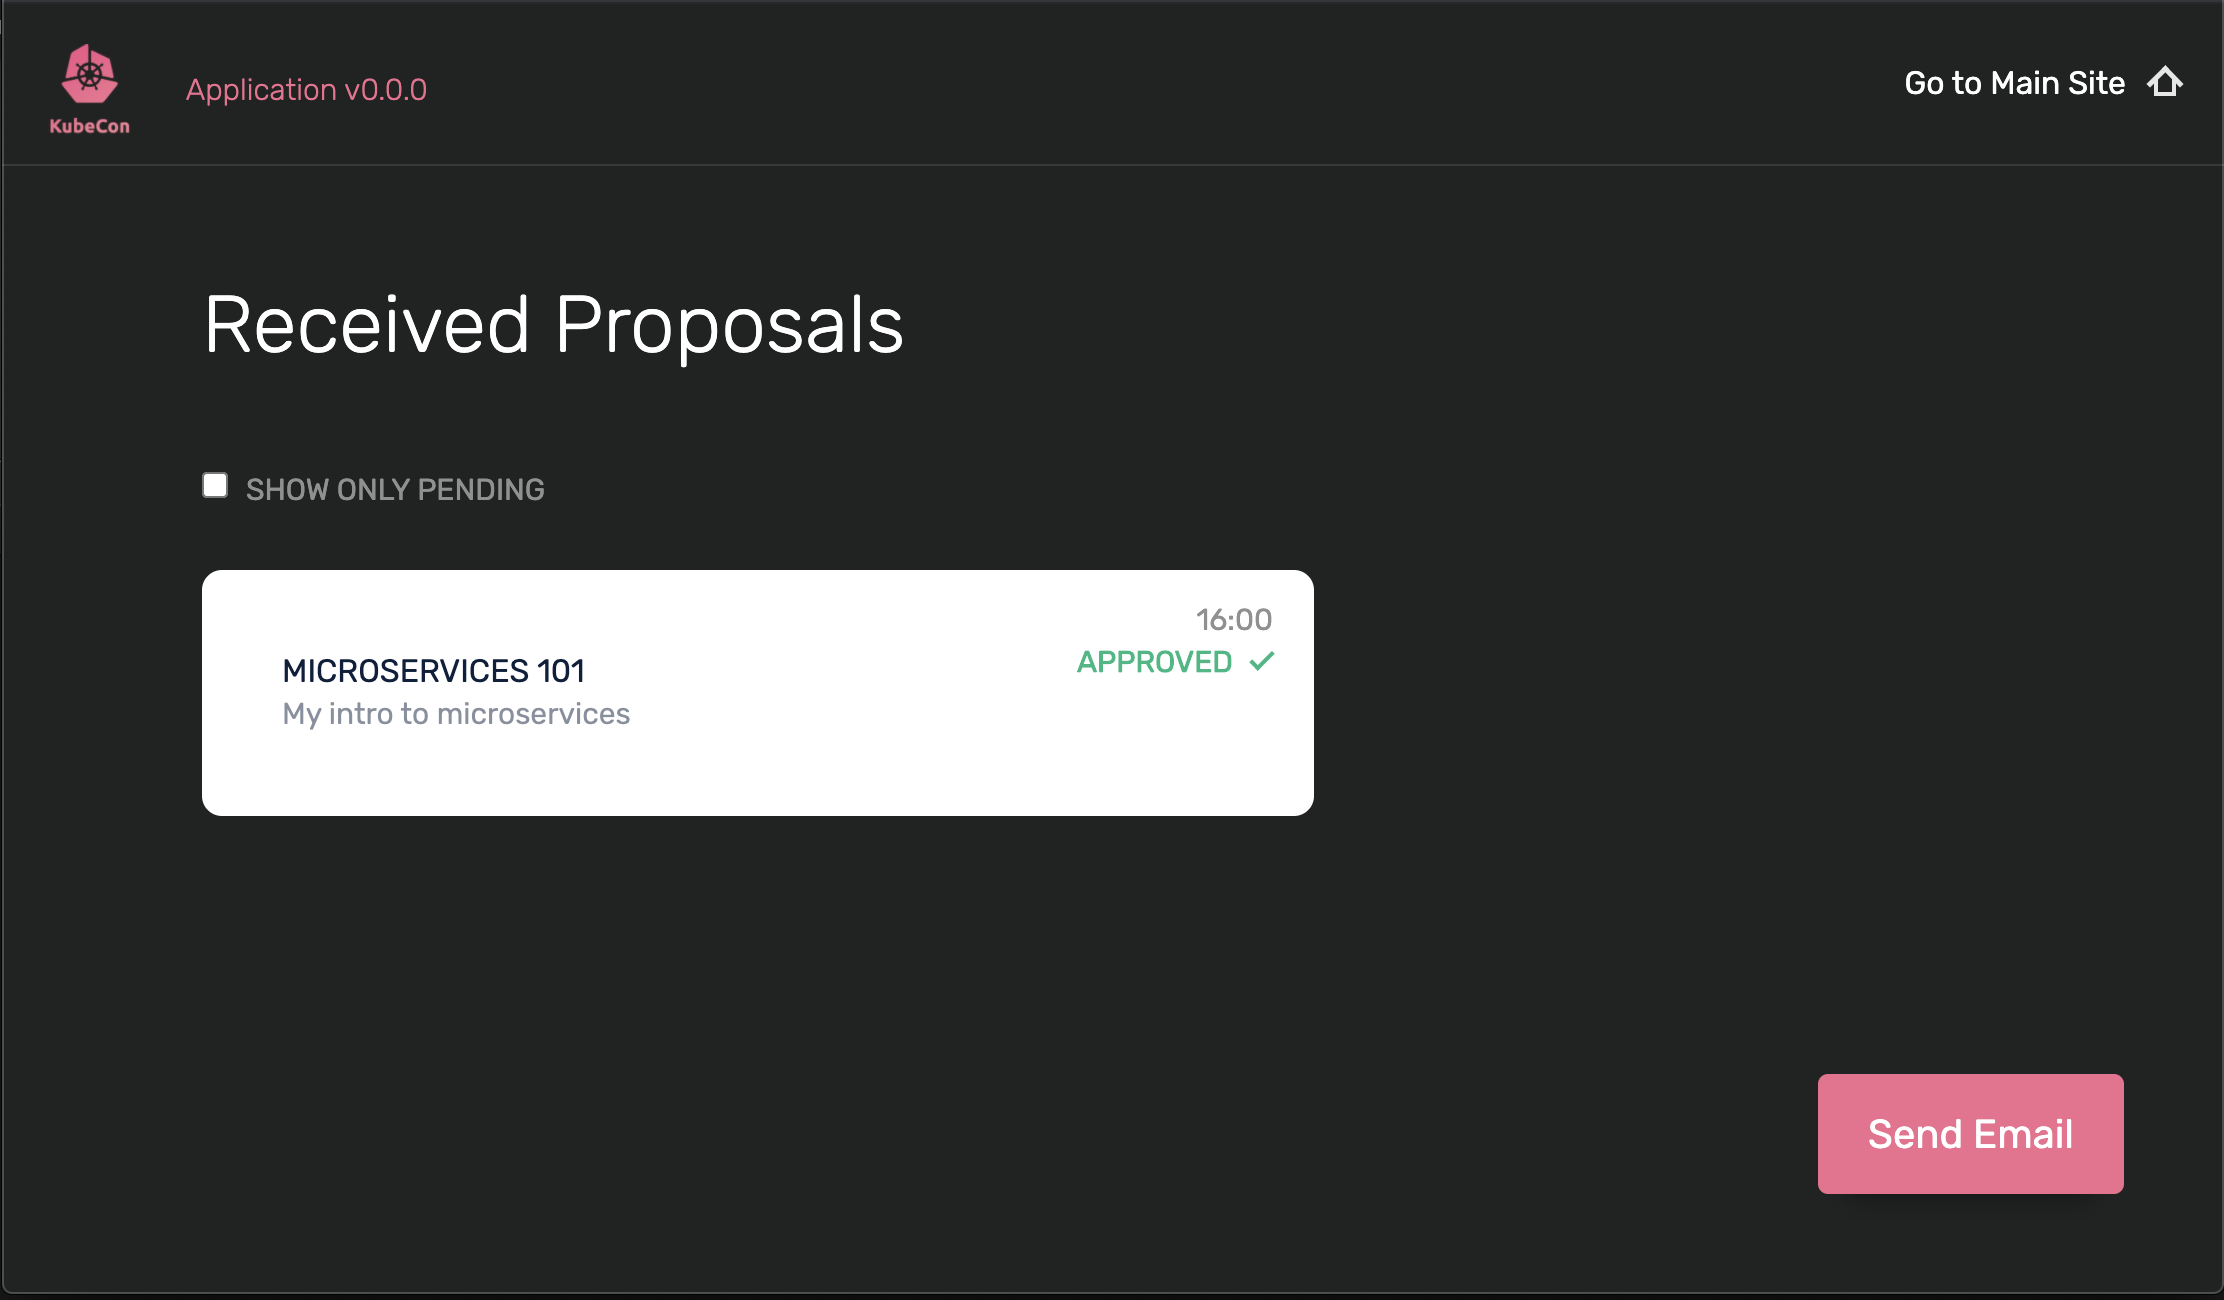 KubeCon
Application v0.0.0
Go to Main Site
Received Proposals
SHOW ONLY PENDING
16:00
APPROVED
MICROSERVICES 101
My intro to microservices
Send Email